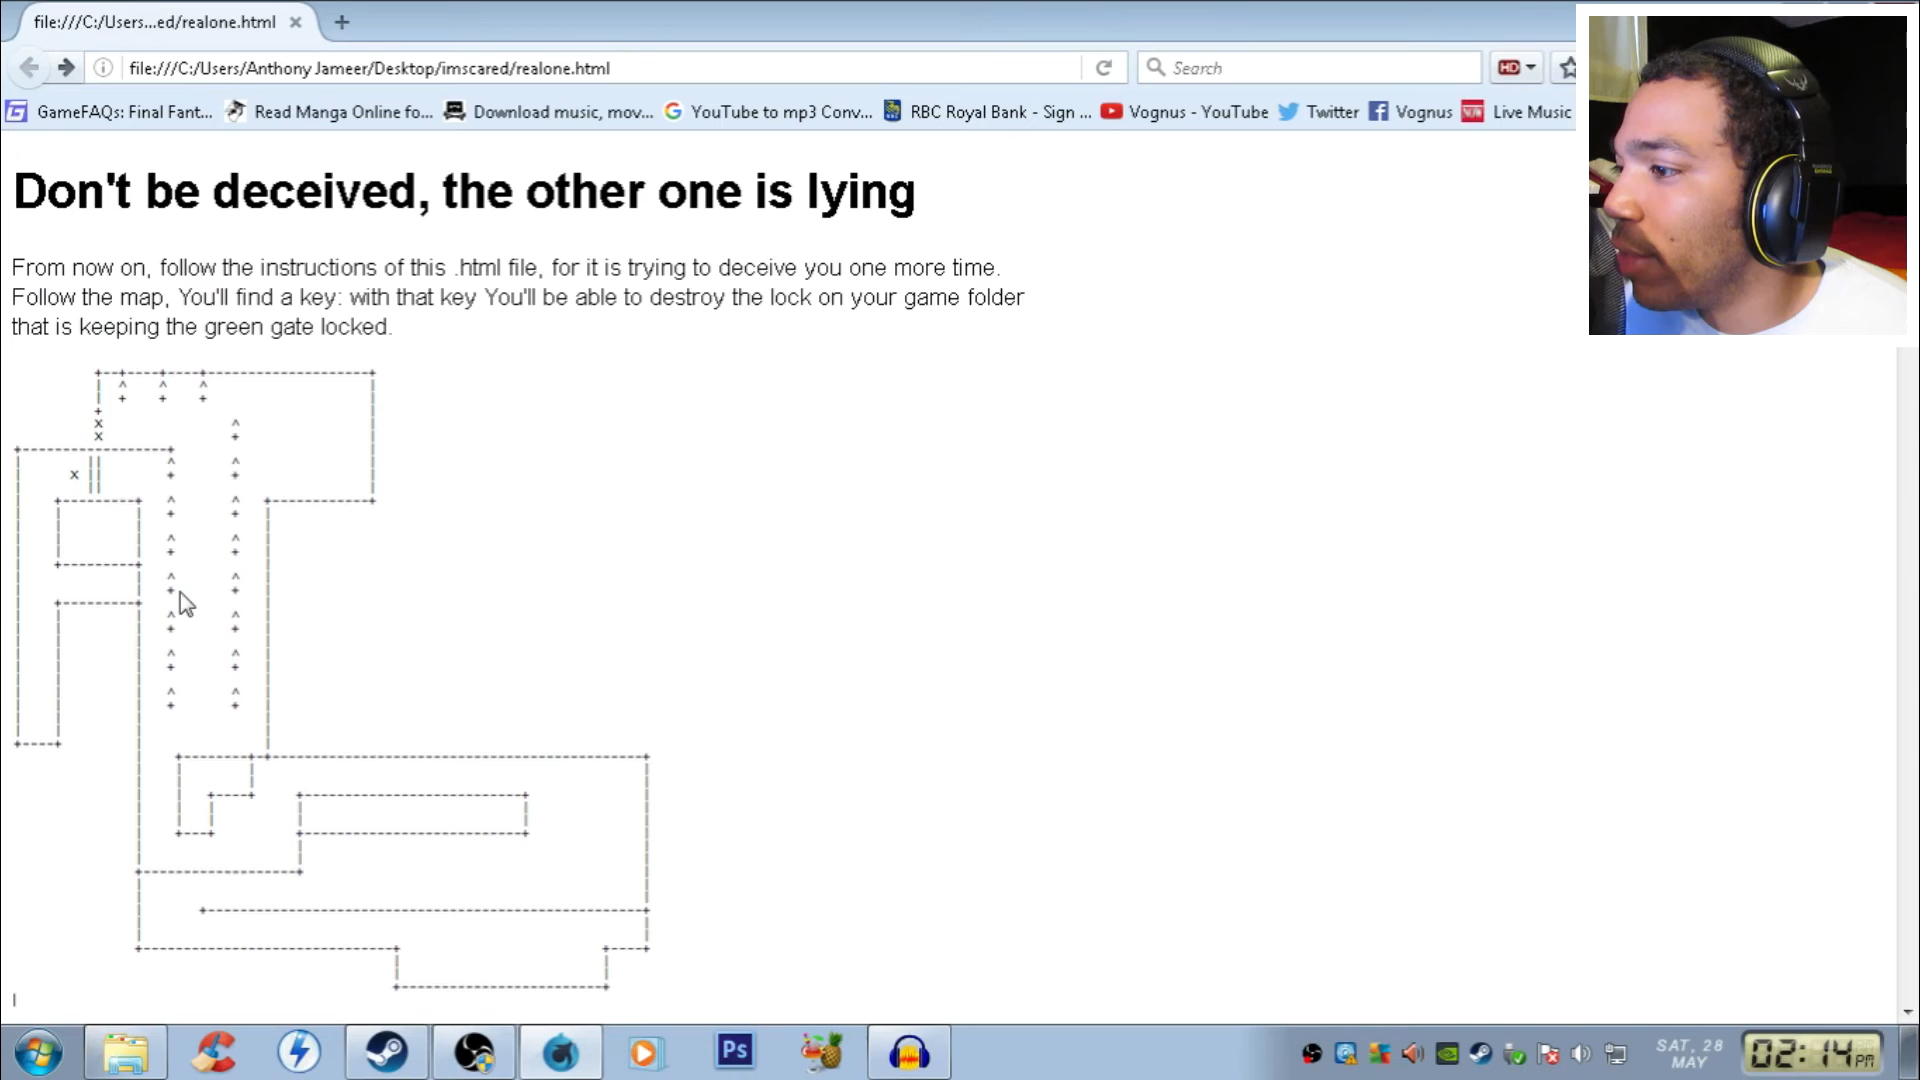 file:///C:/Users...ed/realone.html
file:///C:/Users/Anthony Jameer/Desktop/imscared/realone.html
Search
HD
GameFAQs: Final Fant... Read Manga Online fo... Download music, mov... YouTube to mp3 Conv... RBC Royal Bank - Sign ... Vognus - YouTube Twitter Vognus Live Music
Don't be deceived, the other one is lying
From now on, follow the instructions of this .html file, for it is trying to deceive you one more time.
Follow the map, You'll find a key: with that key You'll be able to destroy the lock on your game folder
that is keeping the green gate locked.
x
x
x
Ps
SAT, 28
MAY
02:14 PM